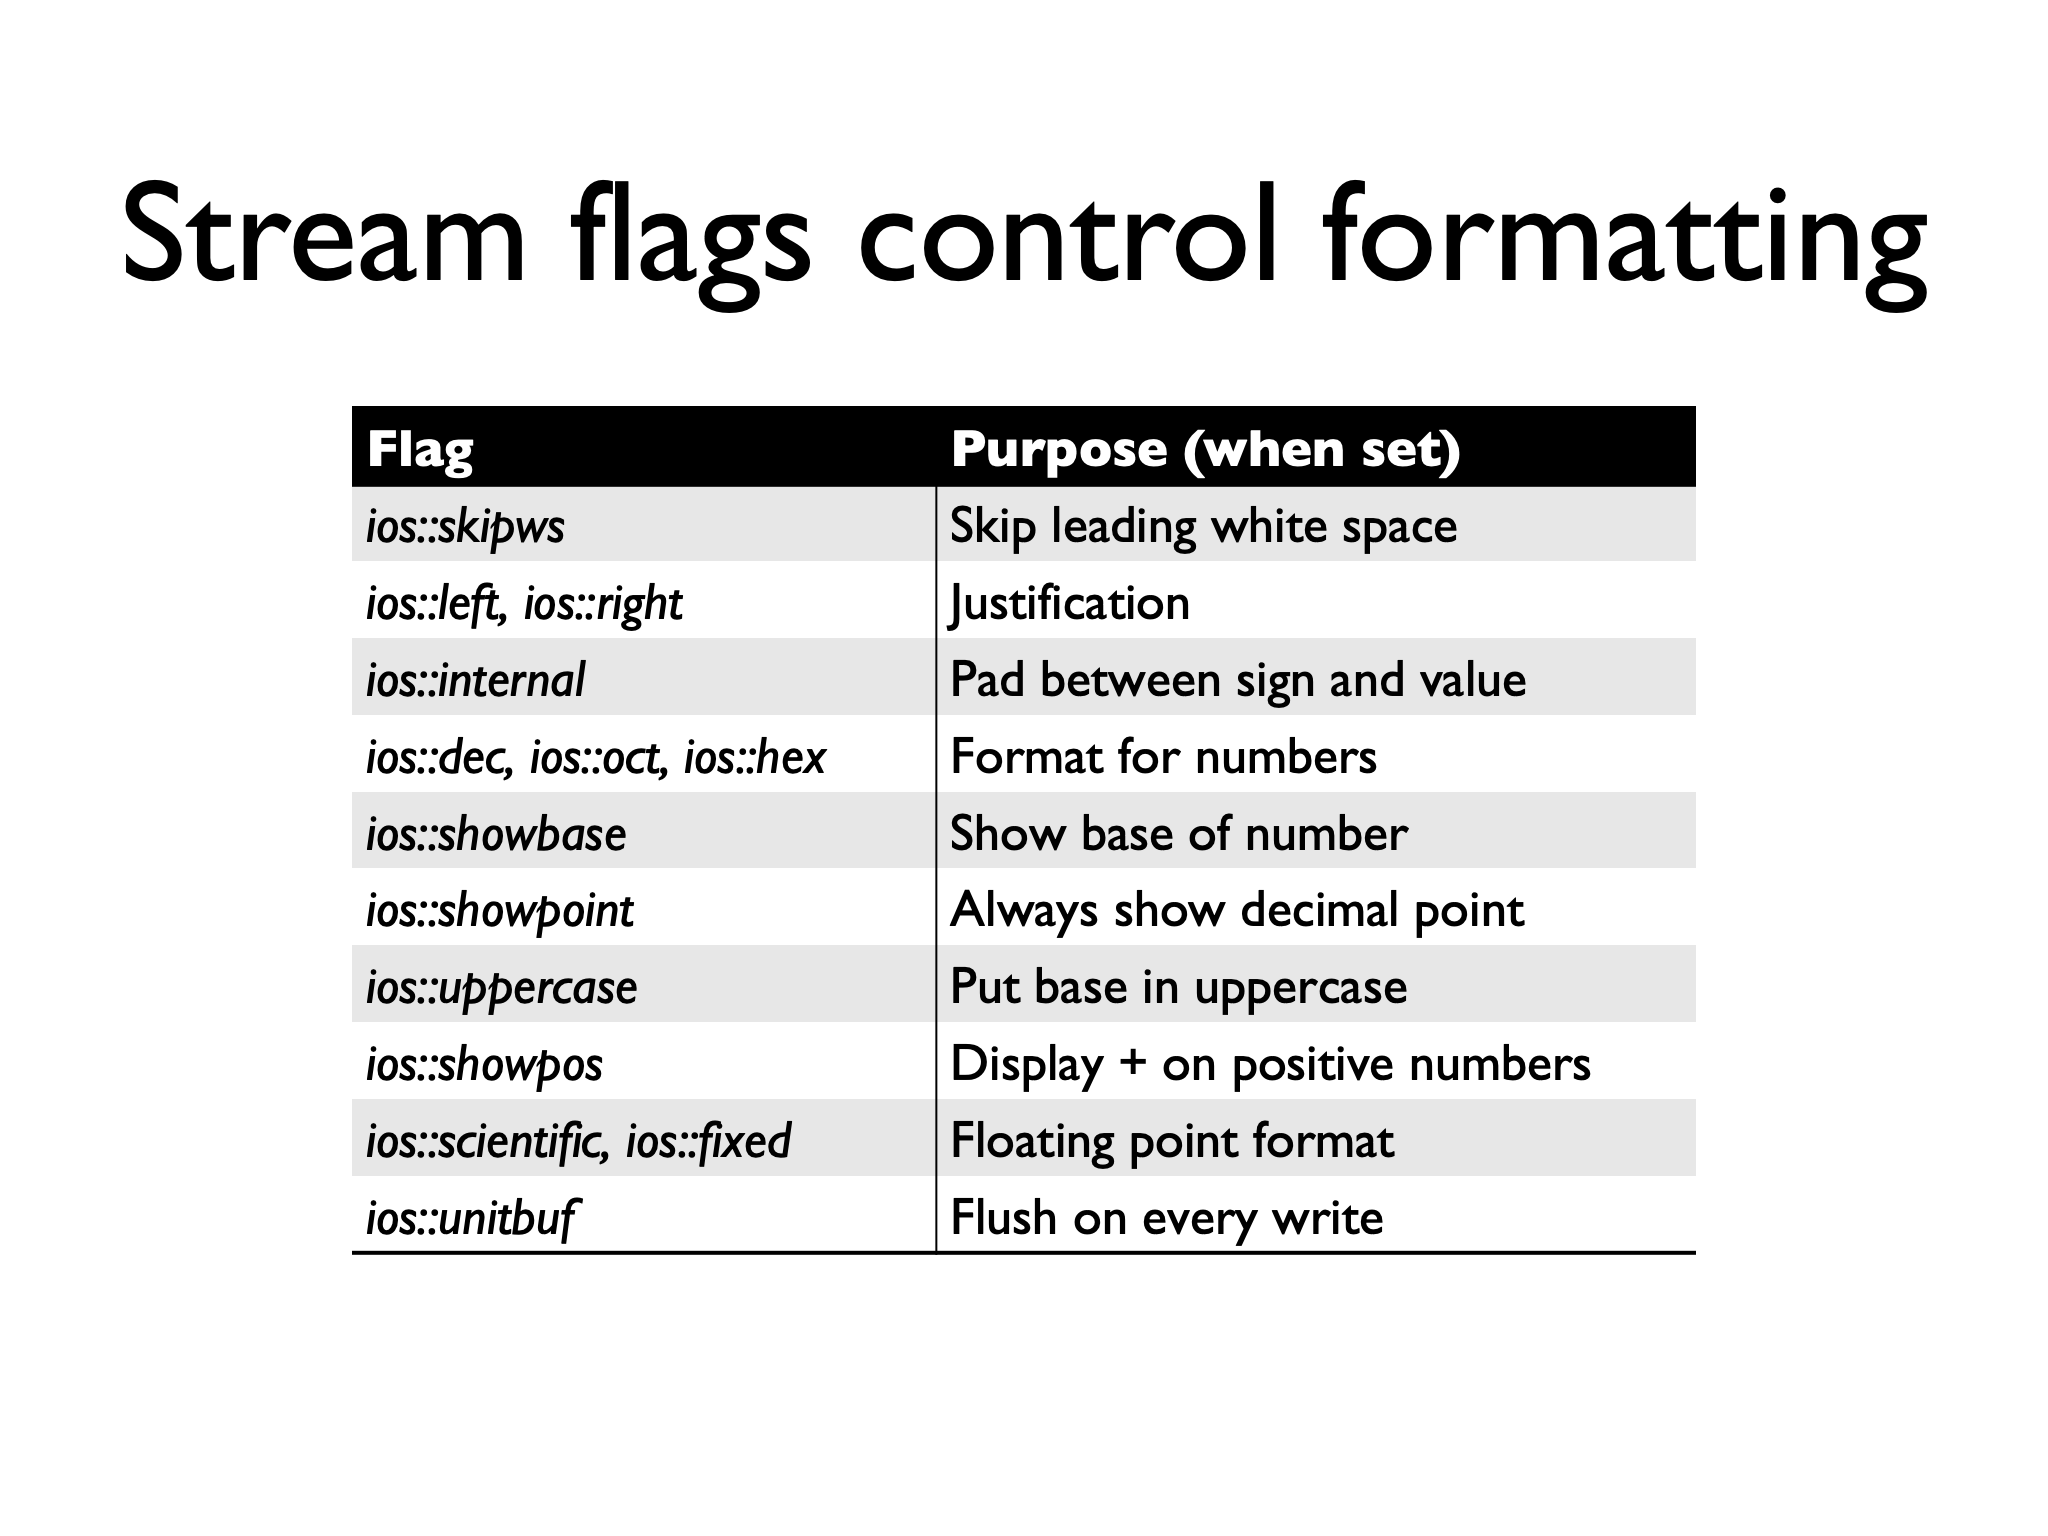 Stream flags control formatting
Flag Purpose (when set)
ios::skipws Skip leading white space
ios::left, ios::right Justification
ios::internal Pad between sign and value
ios::dec, ios::oct, ios::hex Format for numbers
ios::showbase Show base of number
ios::showpoint Always show decimal point
ios::uppercase Put base in uppercase
ios::showpos Display + on positive numbers
ios::scientific, ios::fixed Floating point format
ios::unitbuf Flush on every write